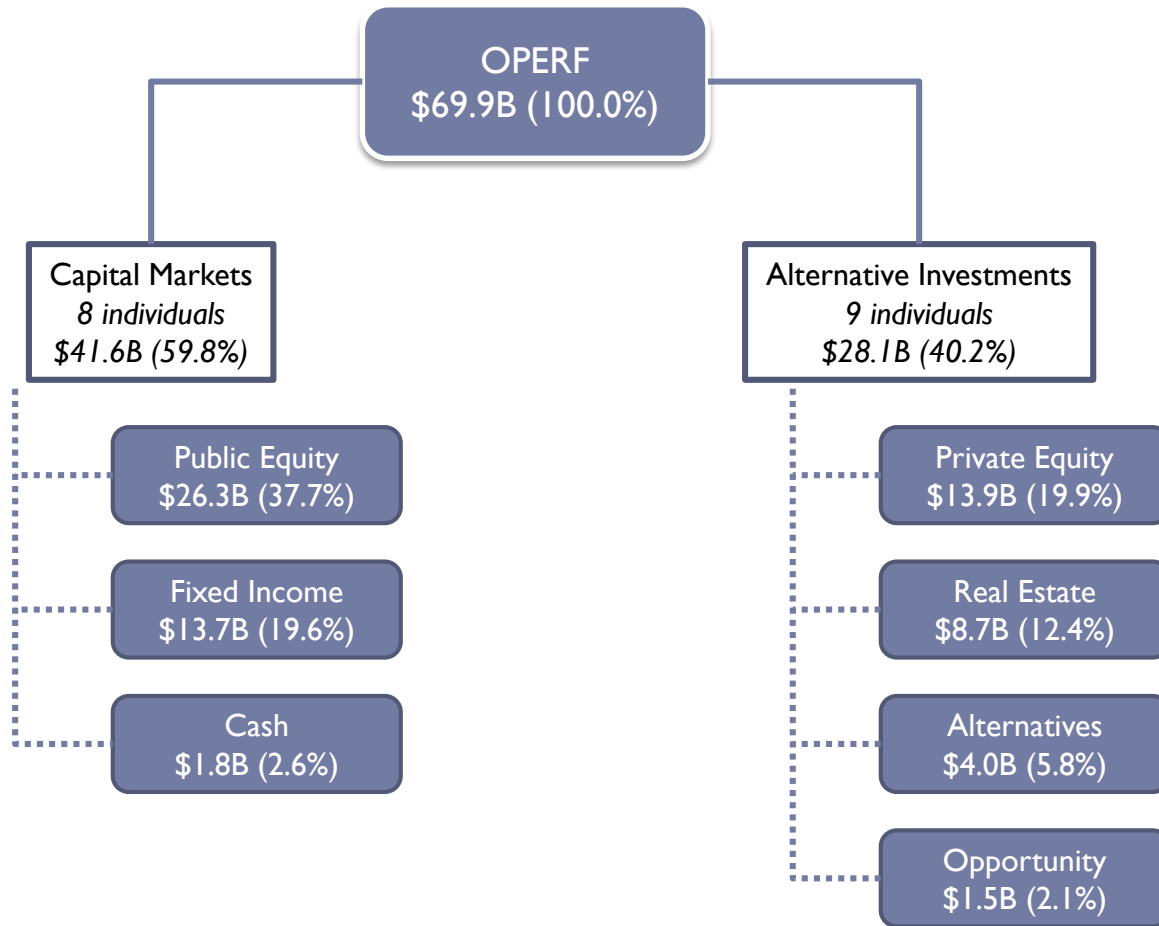 OPERF
$69.9B (100.0%)
Capital Markets
8 individuals
$41.6B (59.8%)
Public Equity
$26.3B (37.7%)
Fixed Income
$13.7B (19.6%)
Cash
$1.8B (2.6%)
Alternative Investments
9 individuals
$28.1B (40.2%)
Private Equity
$13.9B (19.9%)
Real Estate
$8.7B (12.4%)
Alternatives
$4.0B (5.8%)
Opportunity
$1.5B (2.1%)